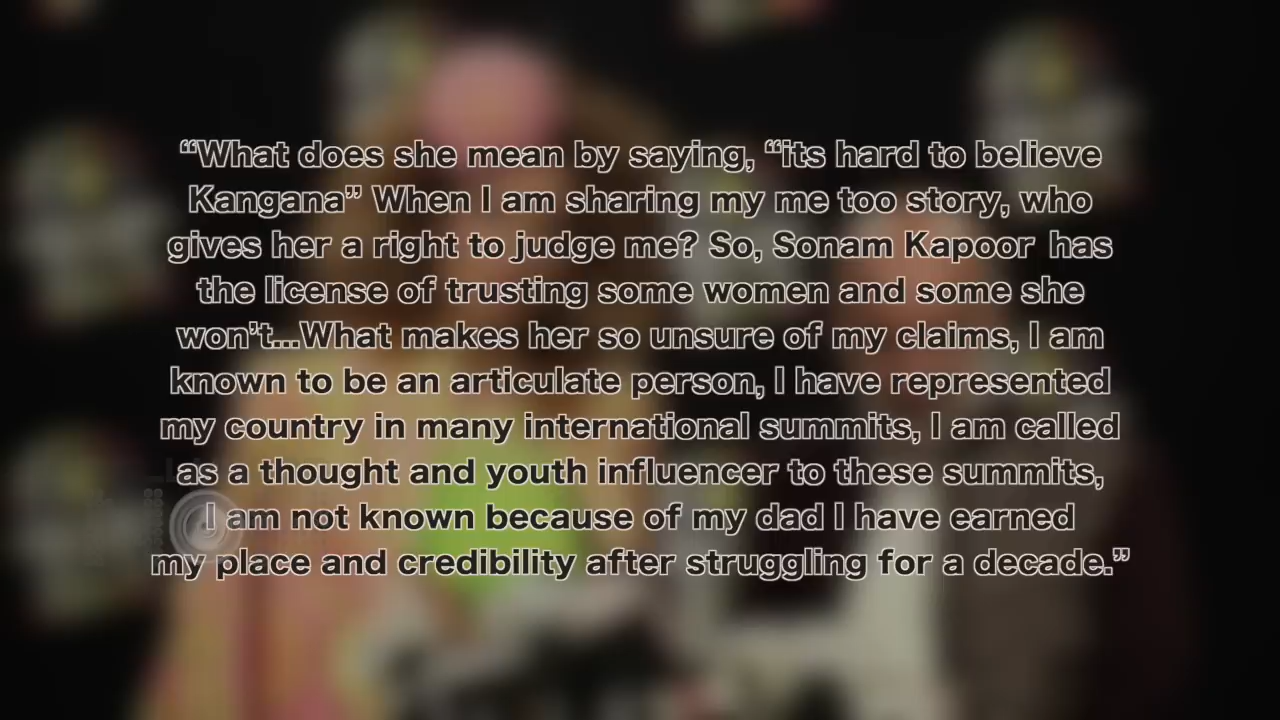 “What does she mean by saying, “its hard to believe
Kangana” When I am sharing my me too story, who
gives her a right to judge me? So, Sonam Kapoor has
the license of trusting some women and some she
won’t...What makes her so unsure of my claims, I am
known to be an articulate person, I have represented
my country in many international summits, I am called
as a thought and youth influencer to these summits,
I am not known because of my dad I have earned
my place and credibility after struggling for a decade.”